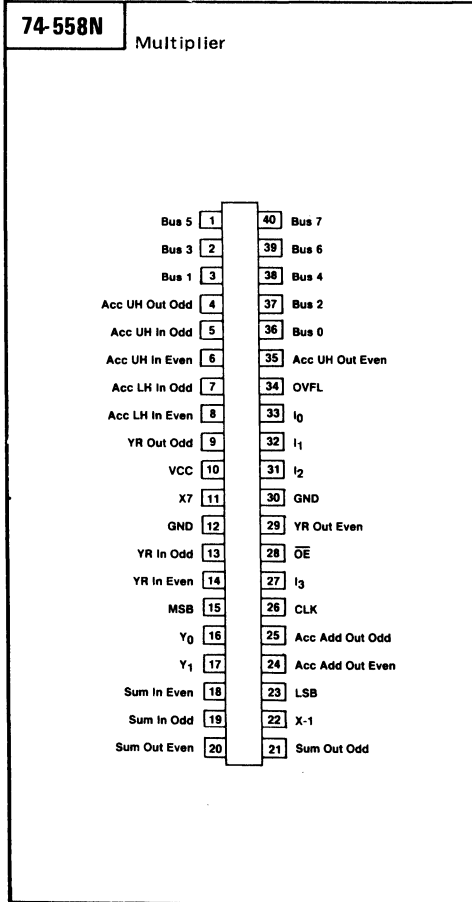 74-558N
Multiplier
Bus 5 1 40 Bus 7
Bus 3 2 39 Bus 6
Bus 1 3 38 Bus 4
Acc UH Out Odd 4 37 Bus 2
Acc UH In Odd 5 36 Bus 0
Acc UH In Even 6 35 Acc UH Out Even
Acc LH In Odd 7 34 OVFL
Acc LH In Even 8 33 I0
YR Out Odd 9 32 I1
VCC 10 31 I2
X7 11 30 GND
GND 12 29 YR Out Even
YR In Odd 13 28 OE
YR In Even 14 27 I3
MSB 15 26 CLK
Y0 16 25 Acc Add Out Odd
Y1 17 24 Acc Add Out Even
Sum In Even 18 23 LSB
Sum In Odd 19 22 X-1
Sum Out Even 20 21 Sum Out Odd